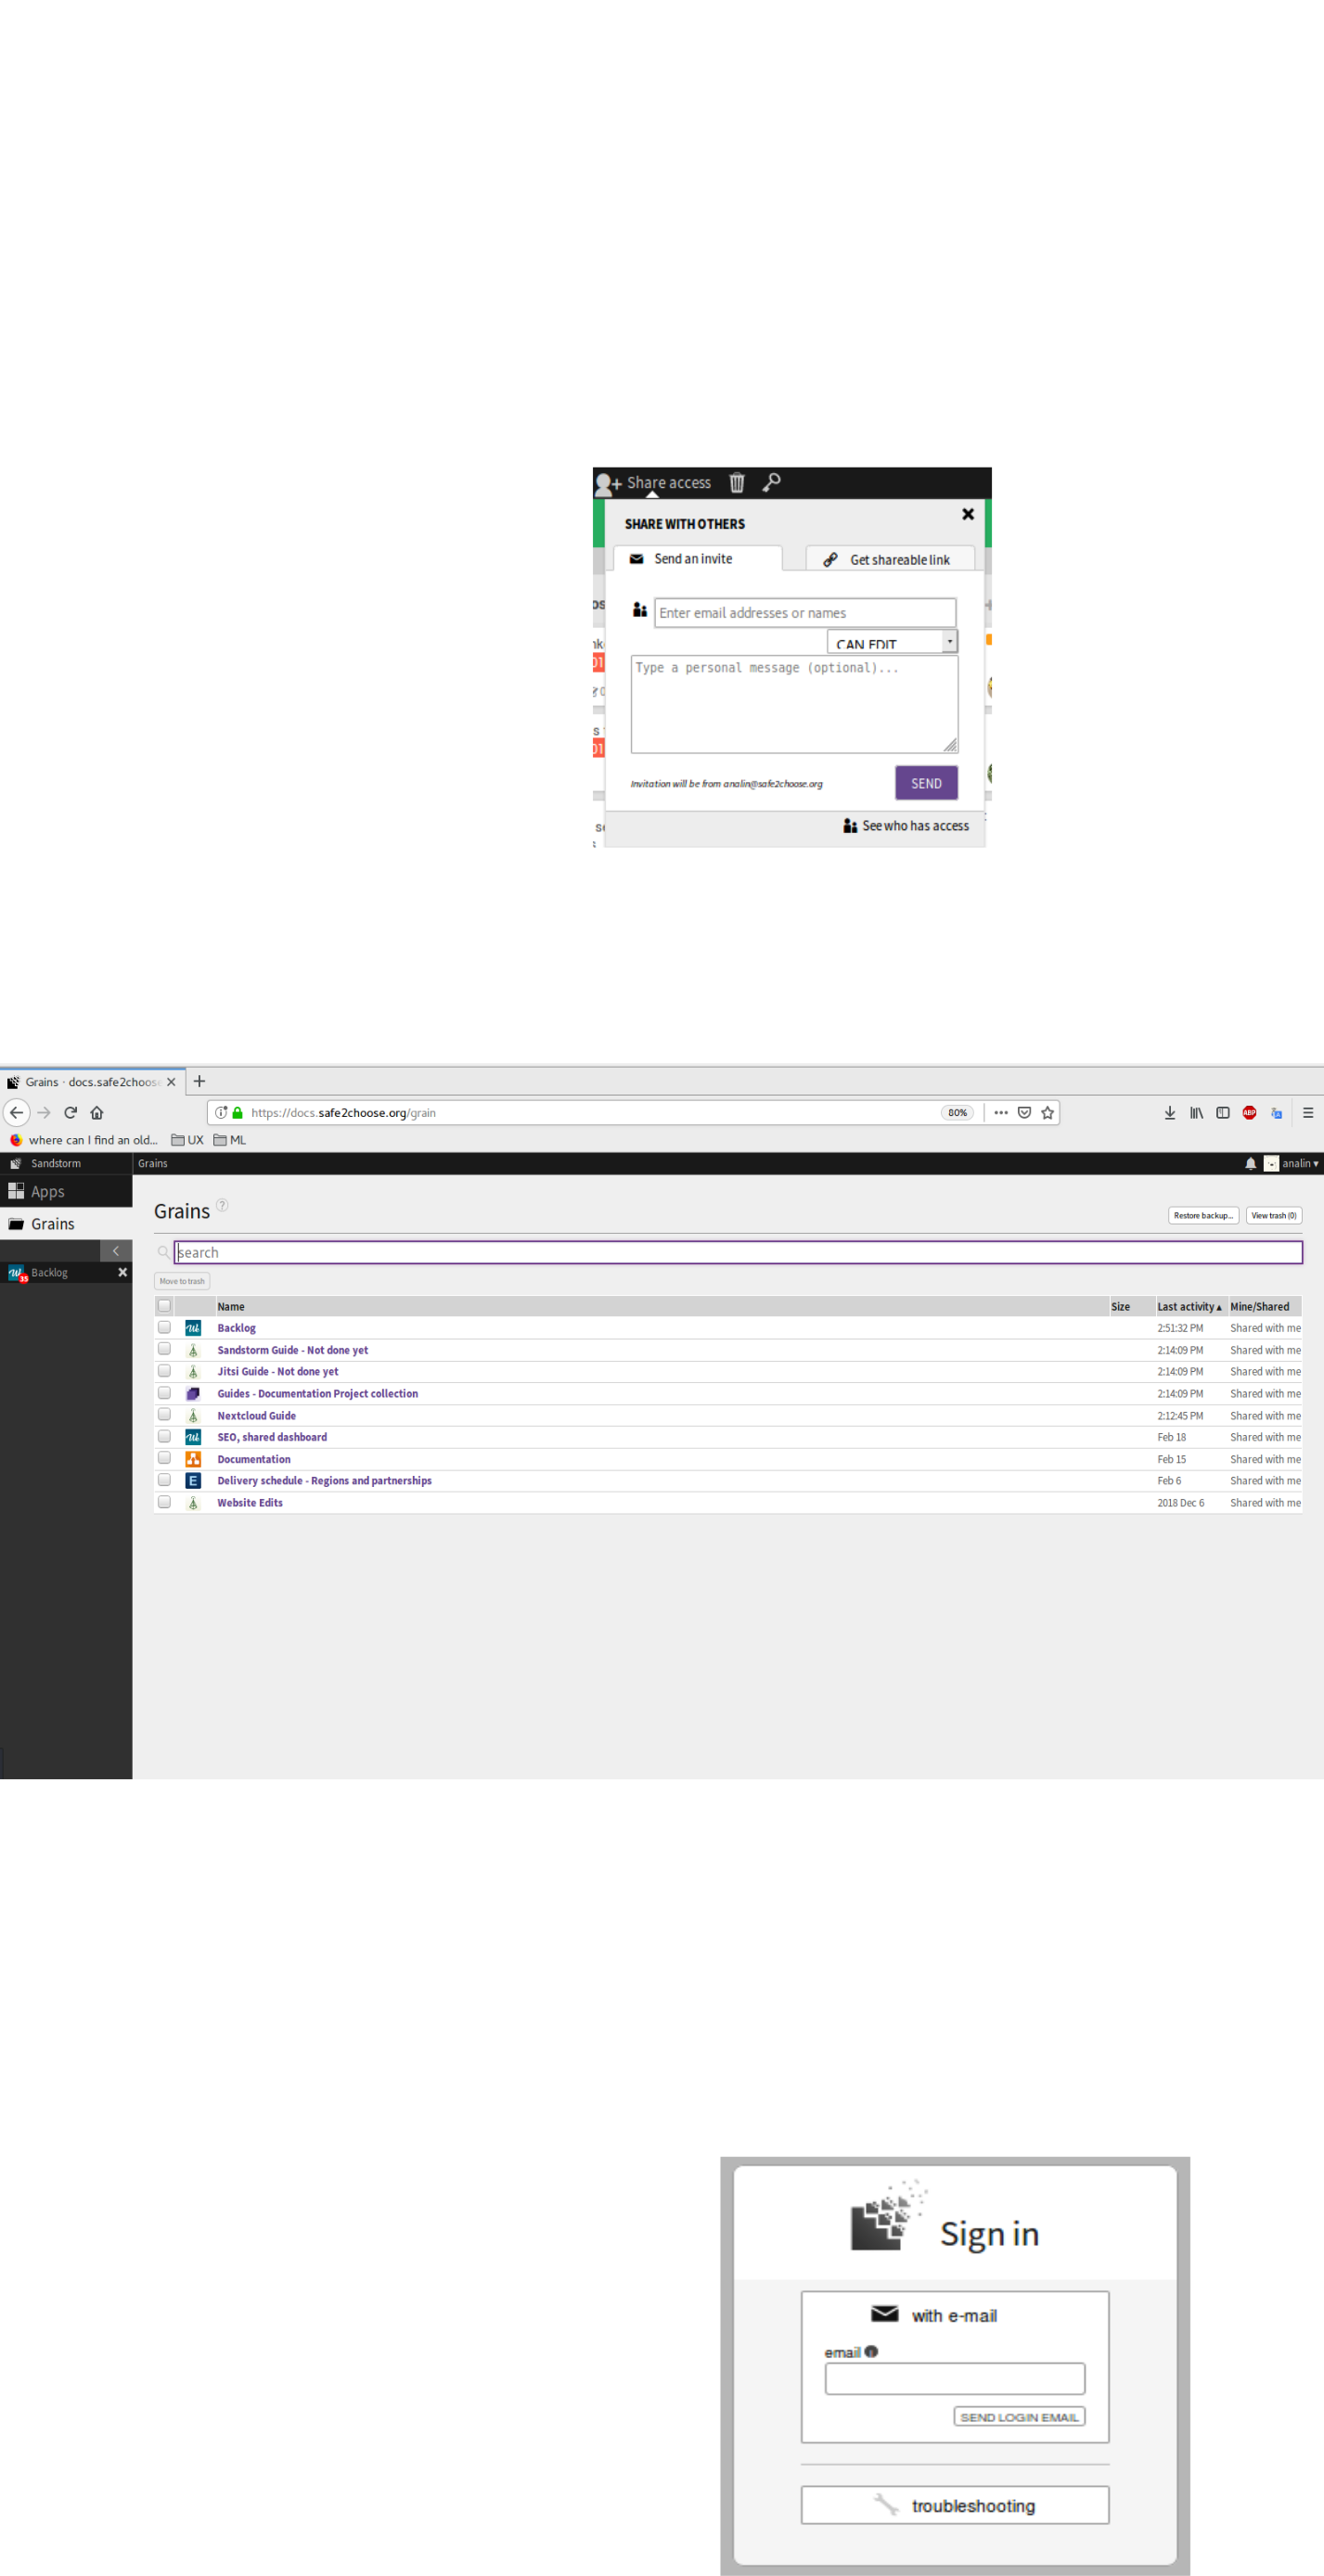 Share access
SHARE WITH OTHERS
Send an invite
Get shareable link
Enter email addresses or names
CAN EDIT
Type a personal message (optional)...
Invitation will be from analin@safe2choose.org
SEND
See who has access
Grains · docs.safe2choose
https://docs.safe2choose.org/grain
80%
where can I find an old...
UX
ML
Sandstorm
Grains
analin
Apps
Grains
Grains
Restore backup...
View trash (0)
search
Backlog
35
Move to trash
Name Size Last activity Mine/Shared
Backlog 2:51:32 PM Shared with me
Sandstorm Guide - Not done yet 2:14:09 PM Shared with me
Jitsi Guide - Not done yet 2:14:09 PM Shared with me
Guides - Documentation Project collection 2:14:09 PM Shared with me
Nextcloud Guide 2:12:45 PM Shared with me
SEO, shared dashboard Feb 18 Shared with me
Documentation Feb 15 Shared with me
Delivery schedule - Regions and partnerships Feb 6 Shared with me
Website Edits 2018 Dec 6 Shared with me
Sign in
with e-mail
email
SEND LOGIN EMAIL
troubleshooting